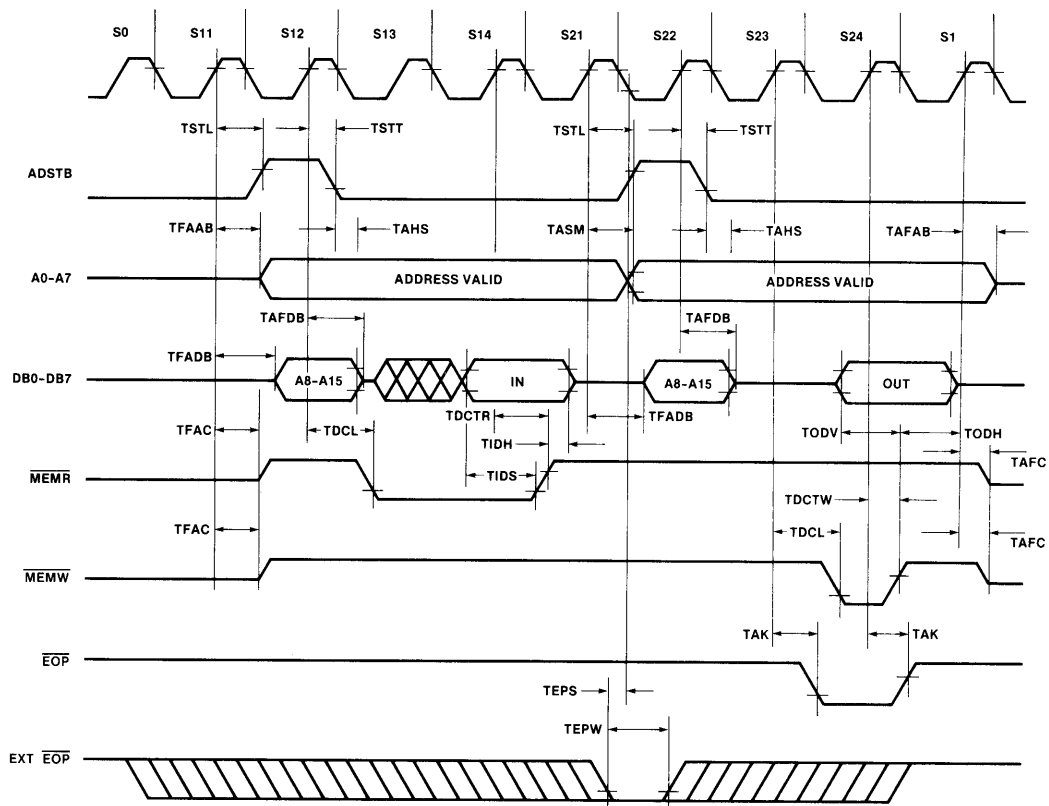 S0 S11 S12 S13 S14 S21 S22 S23 S24 S1
TSTL TSTT TSTL TSTT
ADSTB
TFAAB TAHS TASM TAHS TAFAB
A0-A7 ADDRESS VALID ADDRESS VALID
TAFDB TAFDB
TFADB
DB0-DB7 A8-A15 IN A8-A15 OUT
TDCTR TFADB
TFAC TDCL TIDH TODV TODH
MEMR TIDS TAFC
TDCTW
TFAC TDCL
TAFC
MEMW
TAK TAK
EOP
TEPS
TEPW
EXT EOP